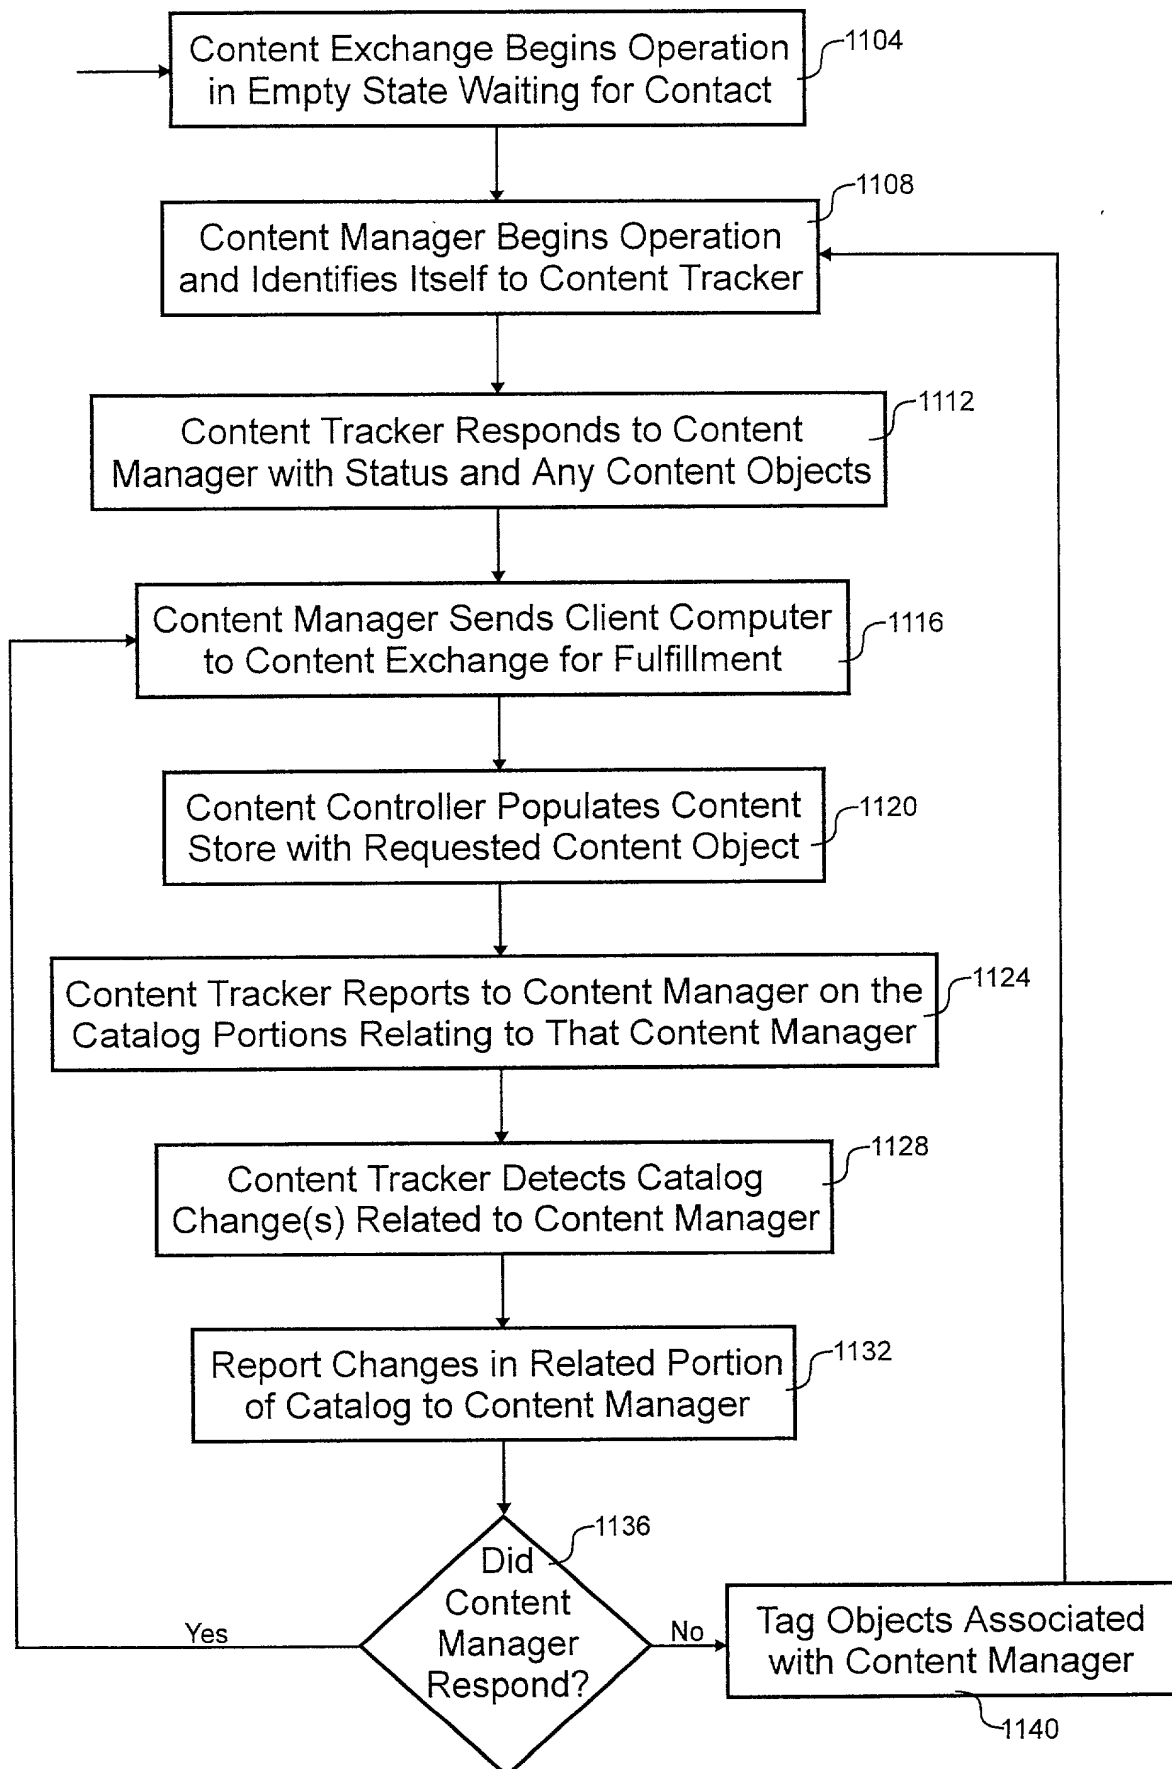 Content Exchange Begins Operation
in Empty State Waiting for Contact
1104
Content Manager Begins Operation
and Identifies Itself to Content Tracker
1108
Content Tracker Responds to Content
Manager with Status and Any Content Objects
1112
Content Manager Sends Client Computer
to Content Exchange for Fulfillment
1116
Content Controller Populates Content
Store with Requested Content Object
1120
Content Tracker Reports to Content Manager on the
Catalog Portions Relating to That Content Manager
1124
Content Tracker Detects Catalog
Change(s) Related to Content Manager
1128
Report Changes in Related Portion
of Catalog to Content Manager
1132
Did
Content
Manager
Respond?
1136
Yes
No
Tag Objects Associated
with Content Manager
1140